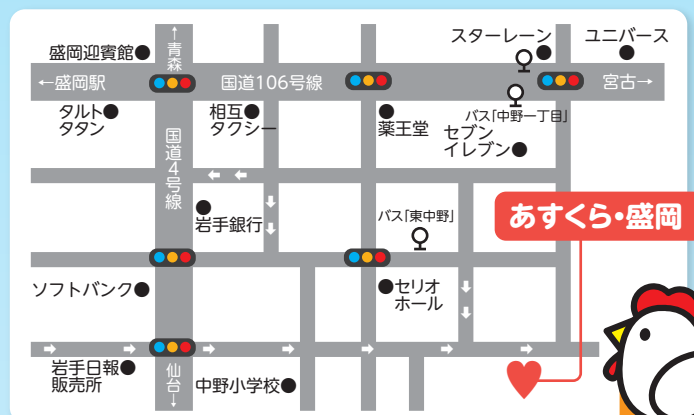 盛岡迎賓館
↑青森
スターレーン
ユニバース
←盛岡駅
国道106号線
宮古→
タルト
タタン
相互
タクシー
薬王堂
バス「中野一丁目」
セブン
イレブン
国道4号線
岩手銀行
バス「東中野」
あすくら・盛岡
ソフトバンク
セリオ
ホール
岩手日報
販売所
仙台↓
中野小学校